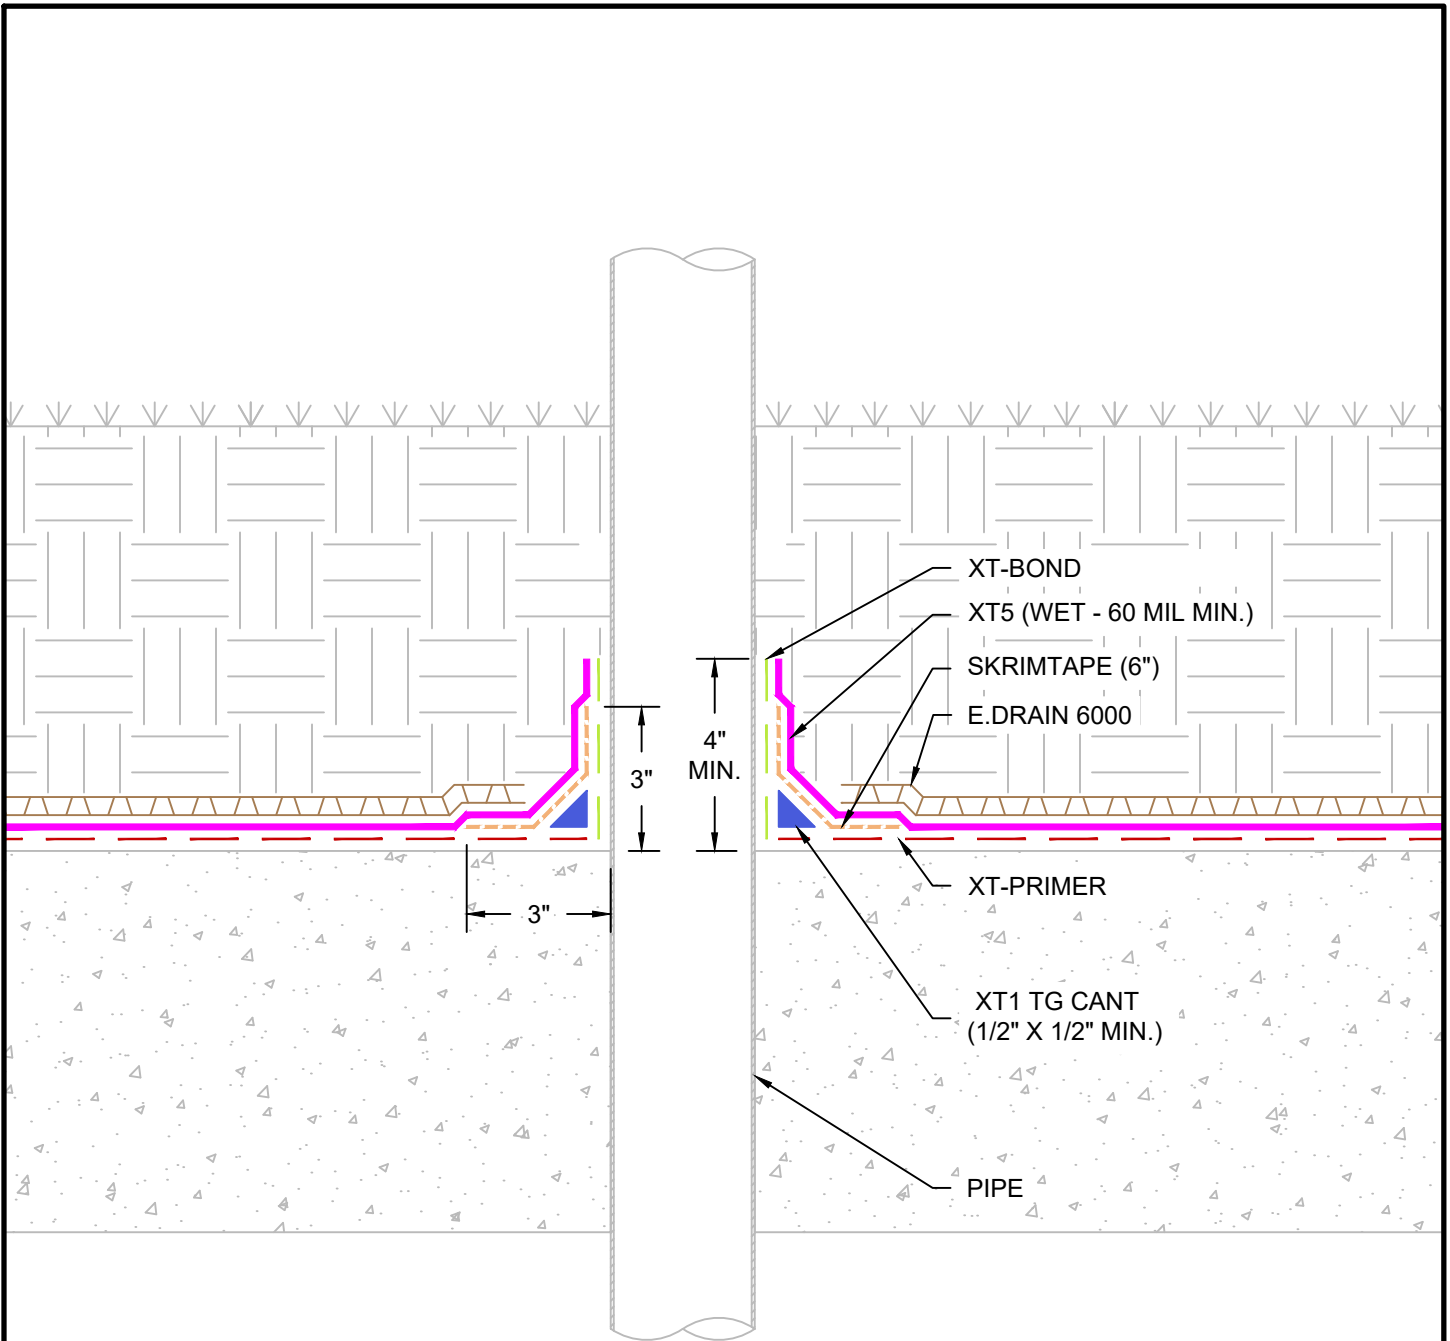 XT-BOND
XT5 (WET - 60 MIL MIN.)
SKRIMTAPE (6")
E.DRAIN 6000
4"
MIN.
3"
XT-PRIMER
3"
XT1 TG CANT
(1/2" X 1/2" MIN.)
PIPE